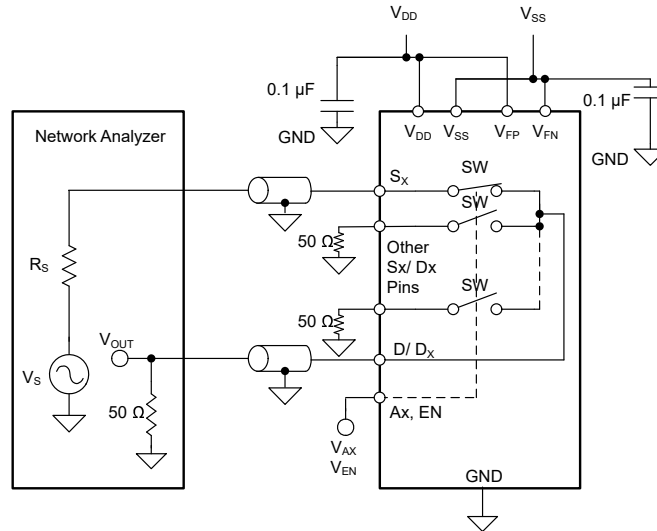 VDD
VSS
0.1 µF
0.1 µF
GND
GND
VDD VSS VFP VFN
Network Analyzer
SX
SW
SW
50 Ω
Other
Sx/ Dx
Pins
SW
50 Ω
RS
VOUT
D/ DX
VS
50 Ω
Ax, EN
VAX
VEN
GND